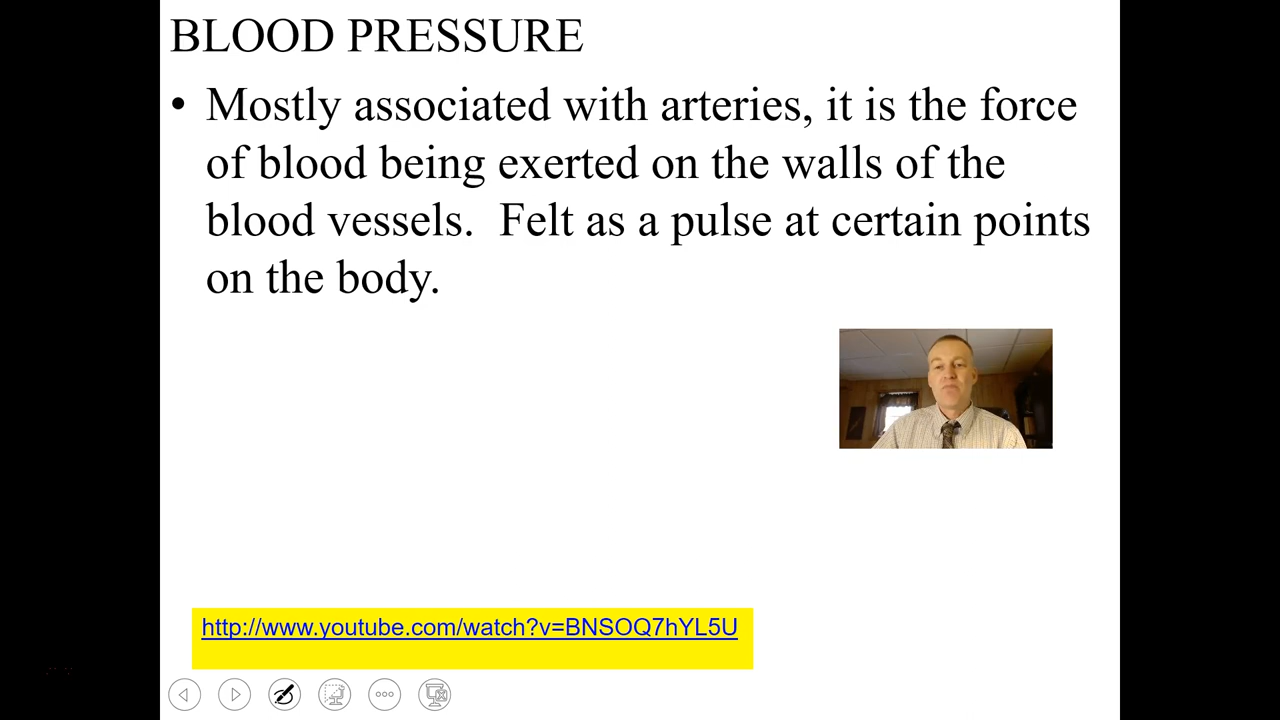 BLOOD PRESSURE
• Mostly associated with arteries, it is the force
of blood being exerted on the walls of the
blood vessels.  Felt as a pulse at certain points
on the body.
http://www.youtube.com/watch?v=BNSOQ7hYL5U